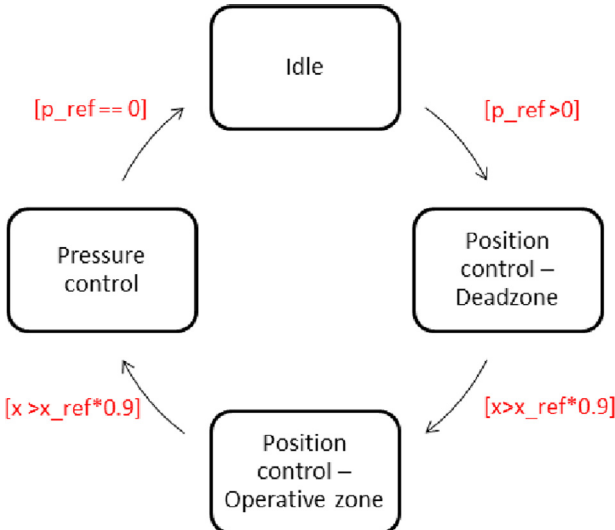 Idle
[p_ref == 0]
[p_ref >0]
Pressure
control
Position
control –
Deadzone
[x >x_ref*0.9]
[x>x_ref*0.9]
Position
control –
Operative zone